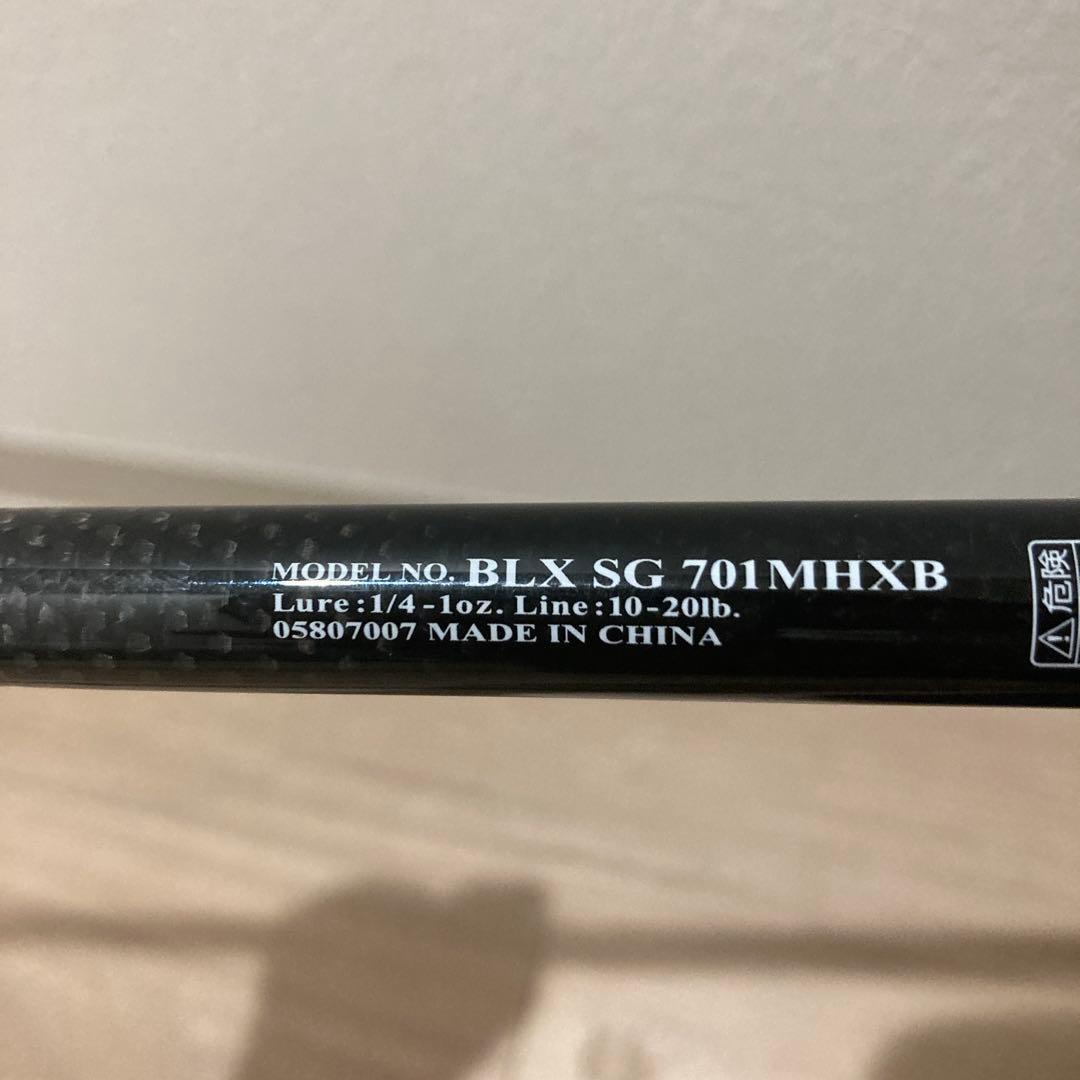 MODEL NO. BLX SG 701MHXB
Lure:1/4-1oz. Line:10-20lb.
05807007 MADE IN CHINA
危険